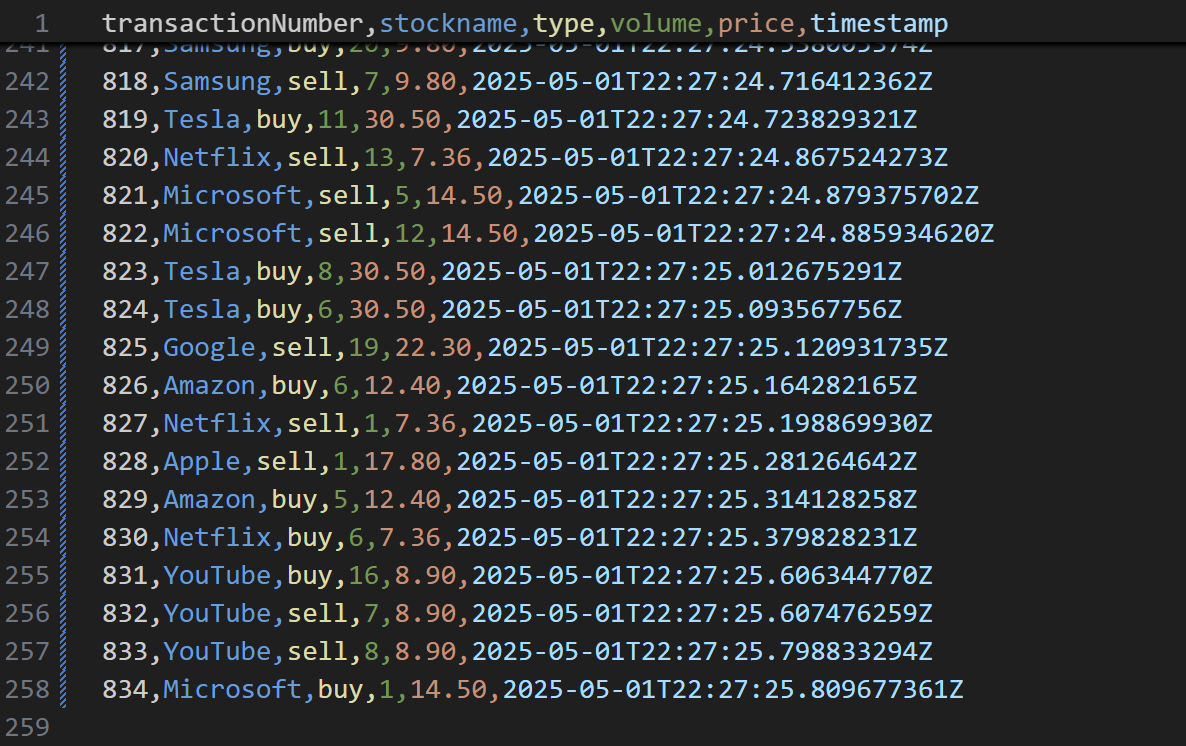 1 transactionNumber,stockname,type,volume,price,timestamp
241 817,Samsung,buy,20,9.80,2025-05-01T22:27:24.538005374Z
242 818,Samsung,sell,7,9.80,2025-05-01T22:27:24.716412362Z
243 819,Tesla,buy,11,30.50,2025-05-01T22:27:24.723829321Z
244 820,Netflix,sell,13,7.36,2025-05-01T22:27:24.867524273Z
245 821,Microsoft,sell,5,14.50,2025-05-01T22:27:24.879375702Z
246 822,Microsoft,sell,12,14.50,2025-05-01T22:27:24.885934620Z
247 823,Tesla,buy,8,30.50,2025-05-01T22:27:25.012675291Z
248 824,Tesla,buy,6,30.50,2025-05-01T22:27:25.093567756Z
249 825,Google,sell,19,22.30,2025-05-01T22:27:25.120931735Z
250 826,Amazon,buy,6,12.40,2025-05-01T22:27:25.164282165Z
251 827,Netflix,sell,1,7.36,2025-05-01T22:27:25.198869930Z
252 828,Apple,sell,1,17.80,2025-05-01T22:27:25.281264642Z
253 829,Amazon,buy,5,12.40,2025-05-01T22:27:25.314128258Z
254 830,Netflix,buy,6,7.36,2025-05-01T22:27:25.379828231Z
255 831,YouTube,buy,16,8.90,2025-05-01T22:27:25.606344770Z
256 832,YouTube,sell,7,8.90,2025-05-01T22:27:25.607476259Z
257 833,YouTube,sell,8,8.90,2025-05-01T22:27:25.798833294Z
258 834,Microsoft,buy,1,14.50,2025-05-01T22:27:25.809677361Z
259